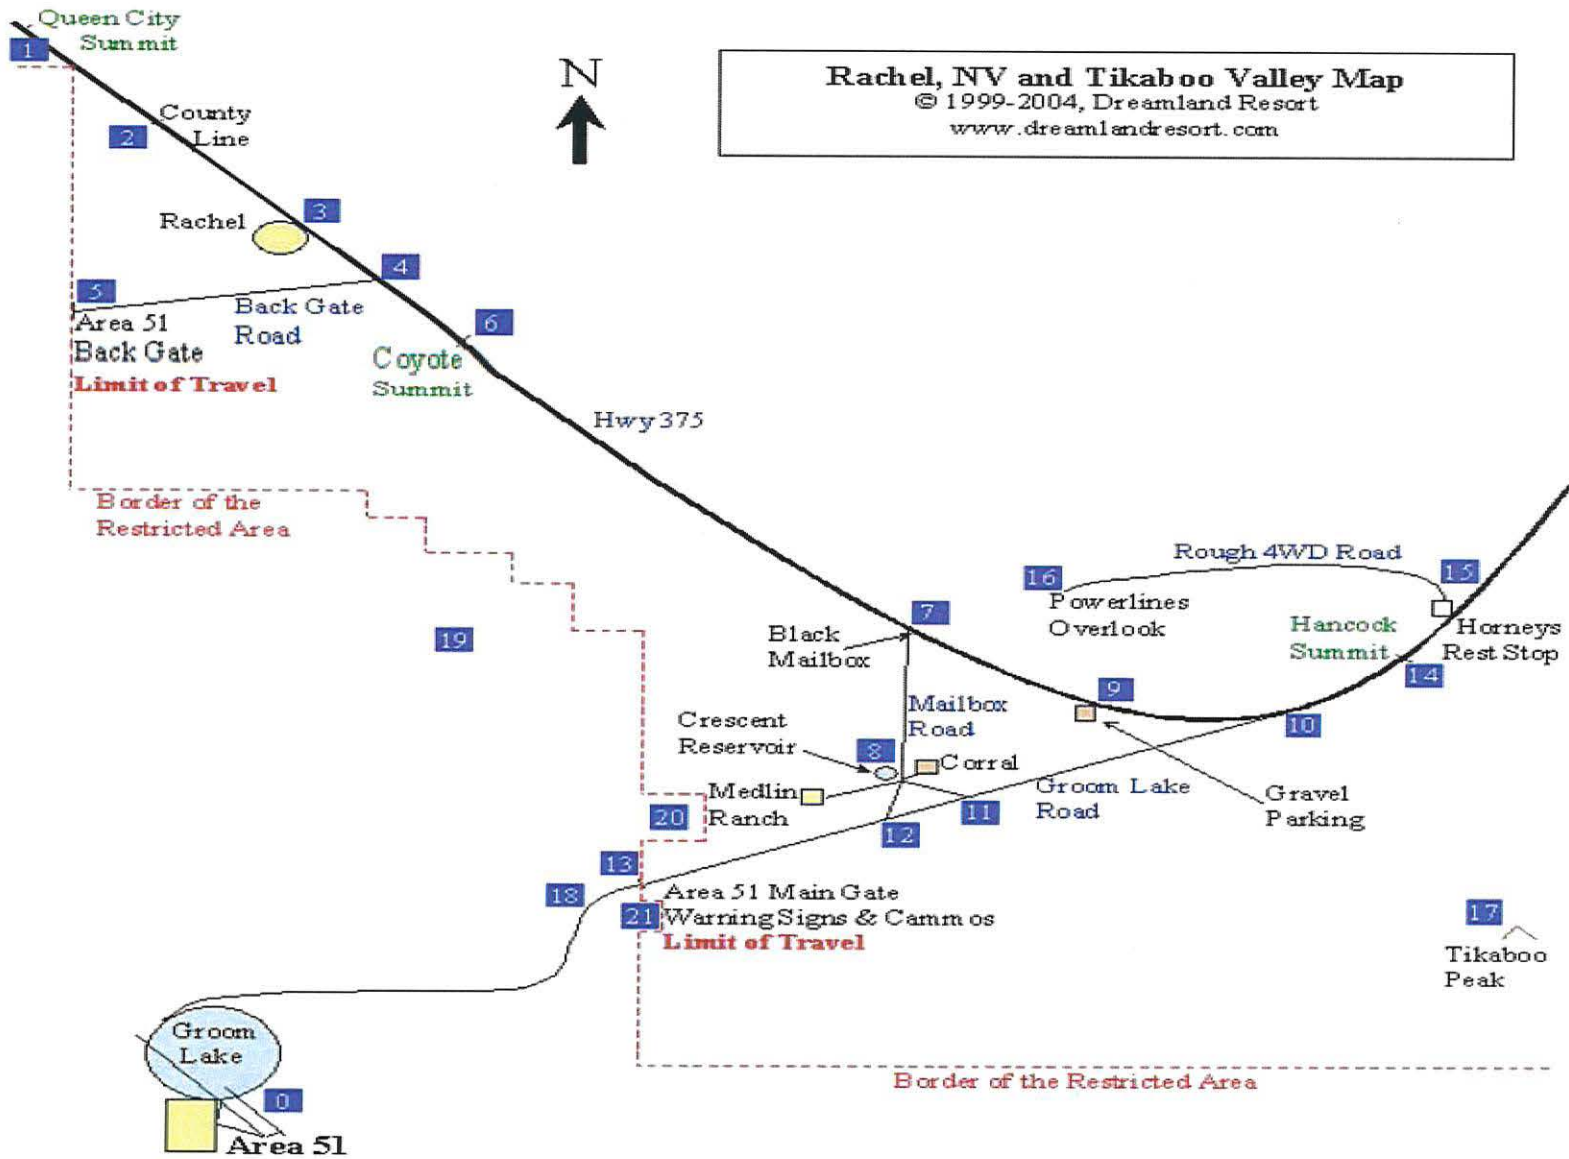 Queen City
Summit
1
N
Rachel, NV and Tikaboo Valley Map
© 1999-2004, Dreamland Resort
www.dreamlandresort.com
County
Line
2
3
Rachel
4
5
Back Gate
Road
Area 51
Back Gate
Limit of Travel
6
Coyote
Summit
Hwy 375
Border of the
Restricted Area
Rough 4WD Road
15
16
Powerlines
Overlook
7
Black
Mailbox
19
Hancock
Summit
Horneys
Rest Stop
14
9
Mailbox
Road
10
Crescent
Reservoir
8
Corral
Medlin
Ranch
Groom Lake
Road
Gravel
Parking
20
11
12
13
18
Area 51 Main Gate
21
Warning Signs & Cammos
Limit of Travel
17
Tikaboo
Peak
Groom
Lake
Border of the Restricted Area
0
Area 51